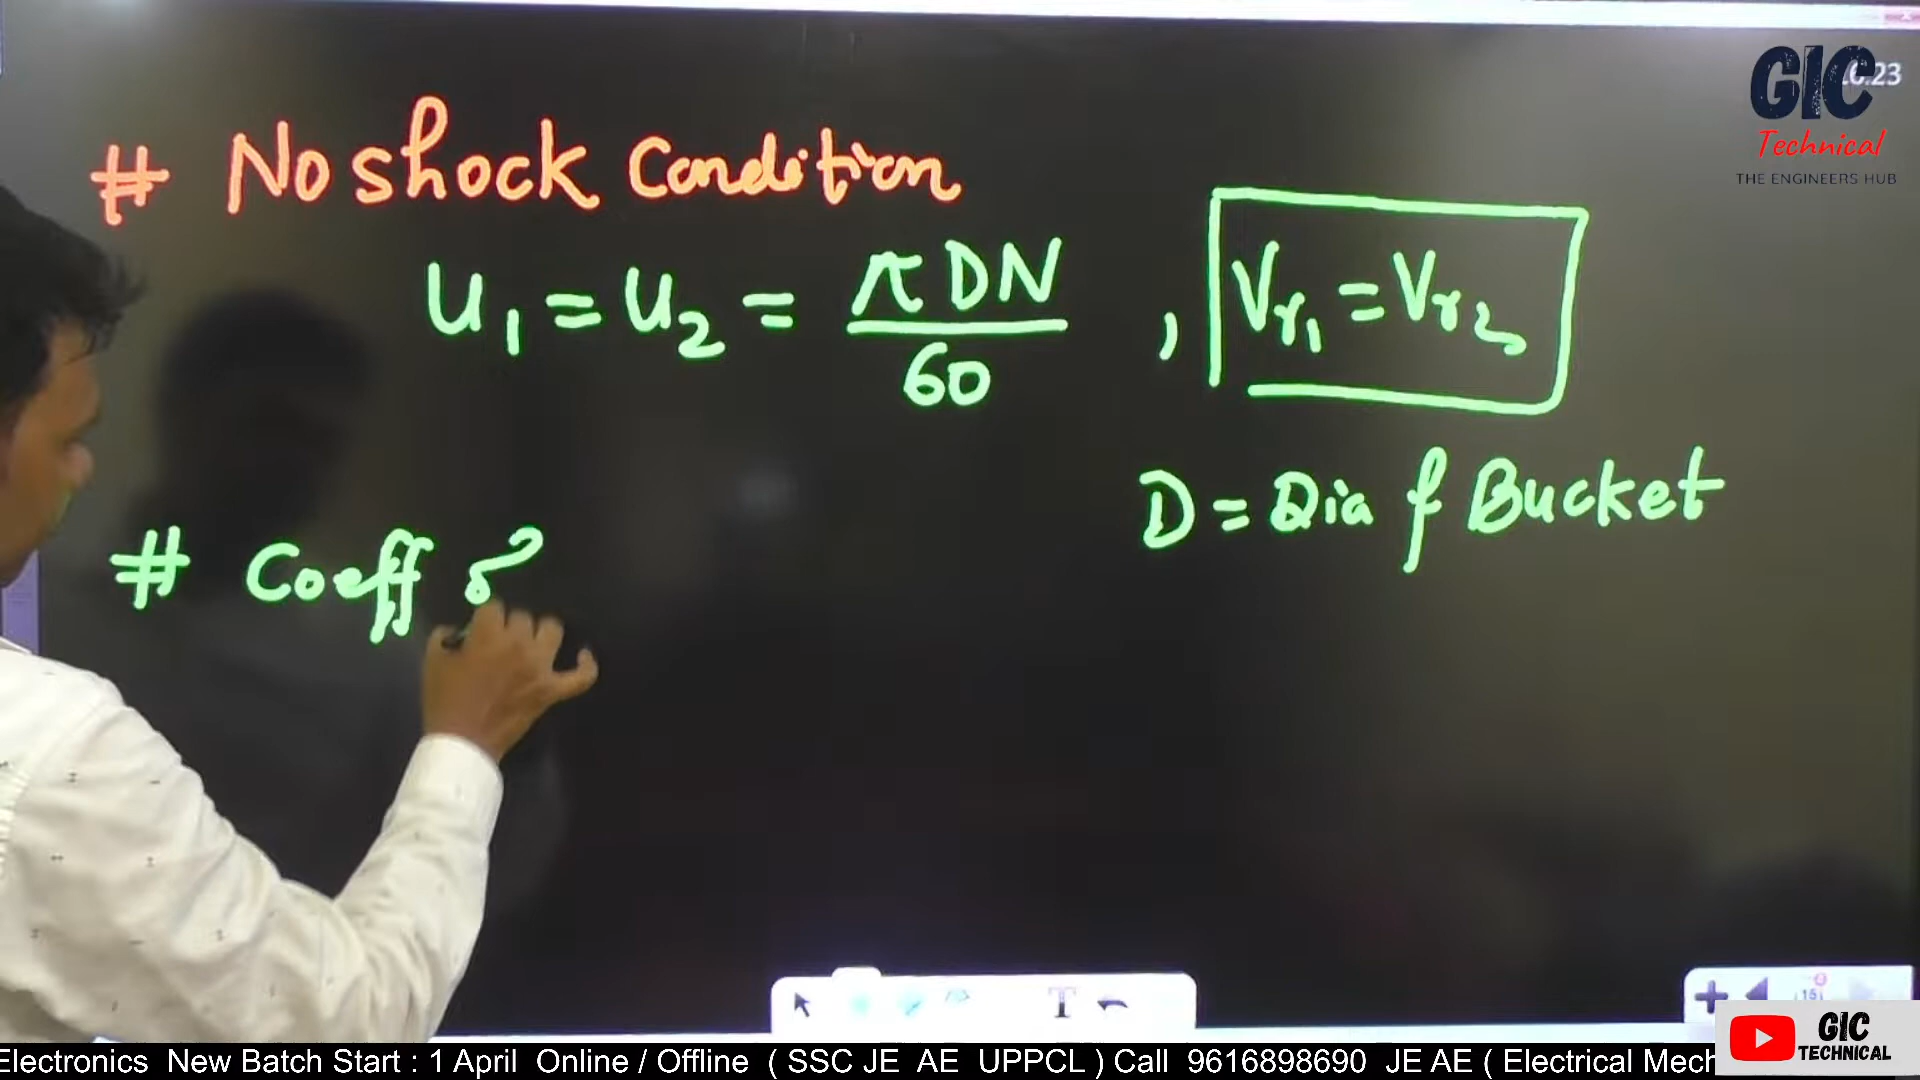 GIC
Technical
THE ENGINEERS HUB
# No shock Condition
U₁ = U₂ = πDN/60 , Vr₁ = Vr₂
D = Dia of Bucket
# Coeff of
T
15
GIC
TECHNICAL
Electronics New Batch Start : 1 April Online / Offline ( SSC JE AE UPPCL ) Call 9616898690 JE AE ( Electrical Mech